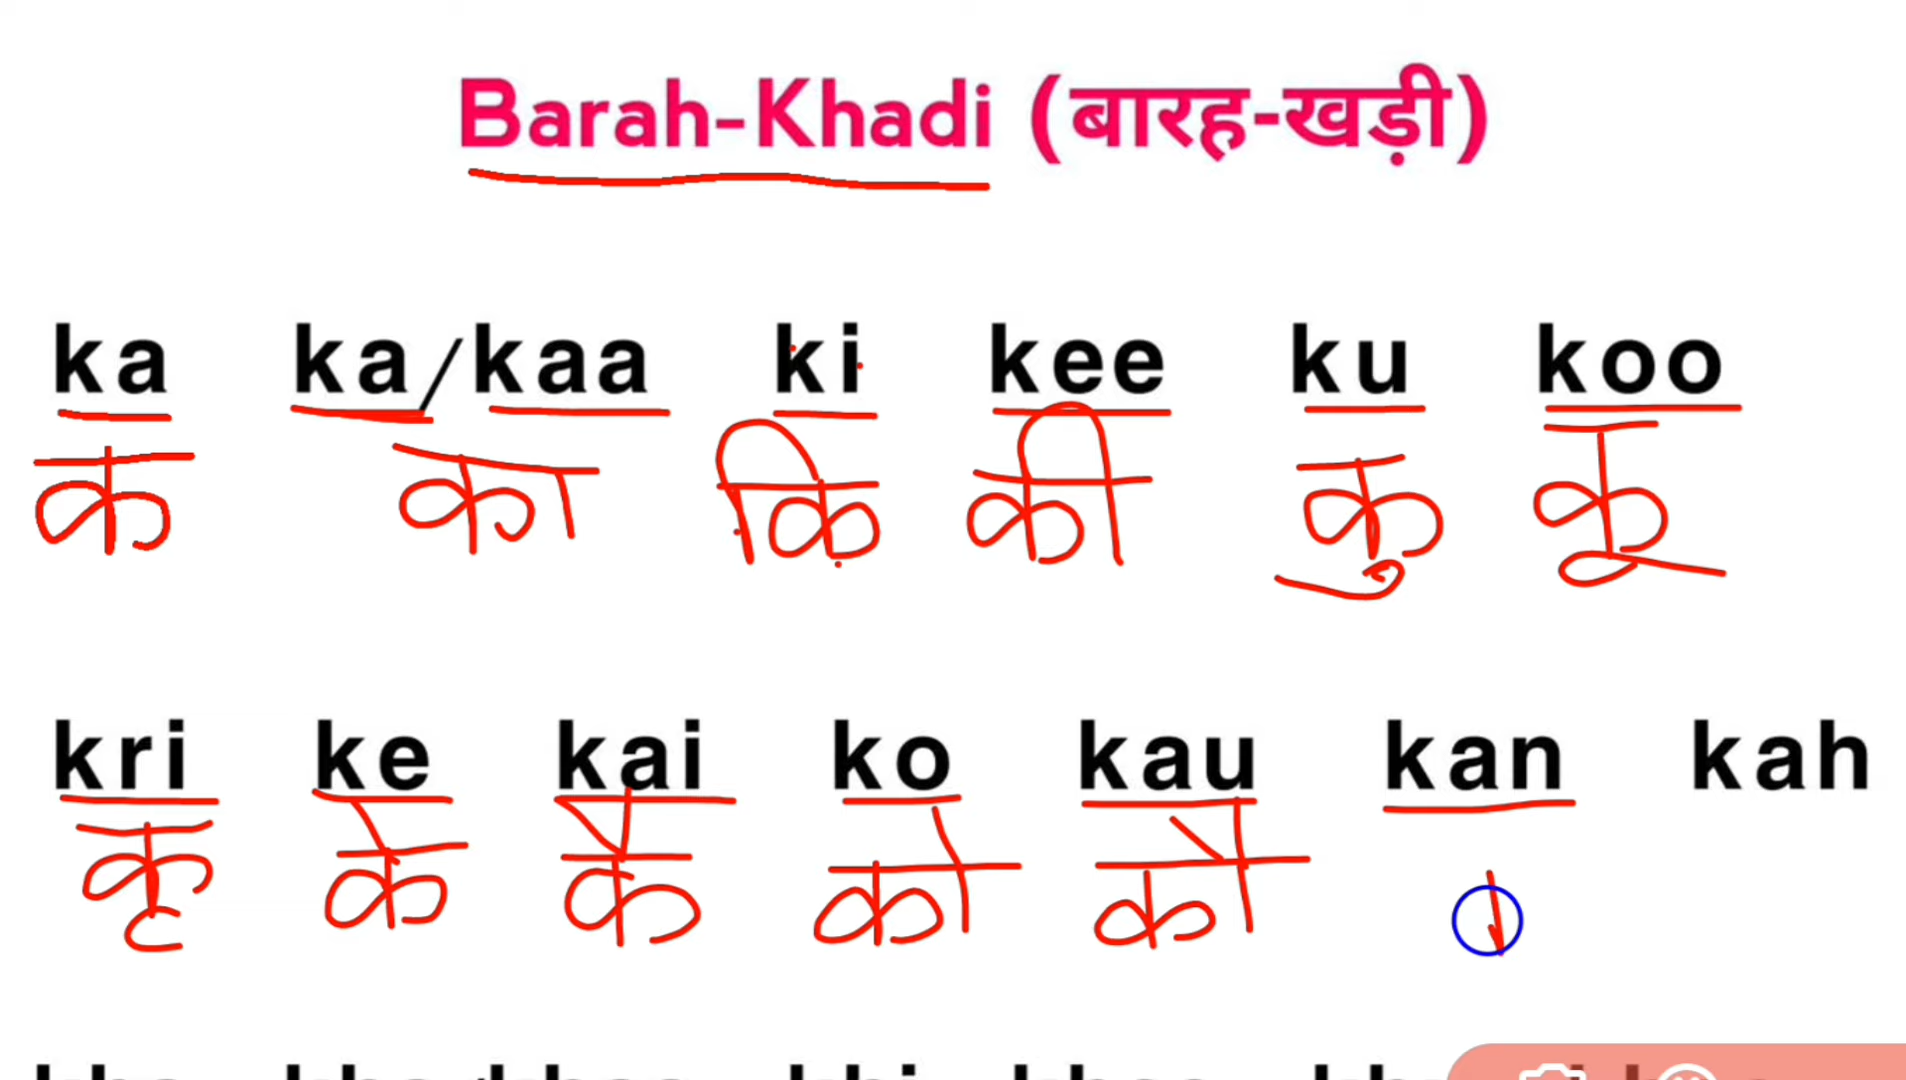 Barah-Khadi (बारह-खड़ी)
ka ka/kaa ki kee ku koo
क का कि की कु कू
kri ke kai ko kau kan kah
कृ के कै को कौ